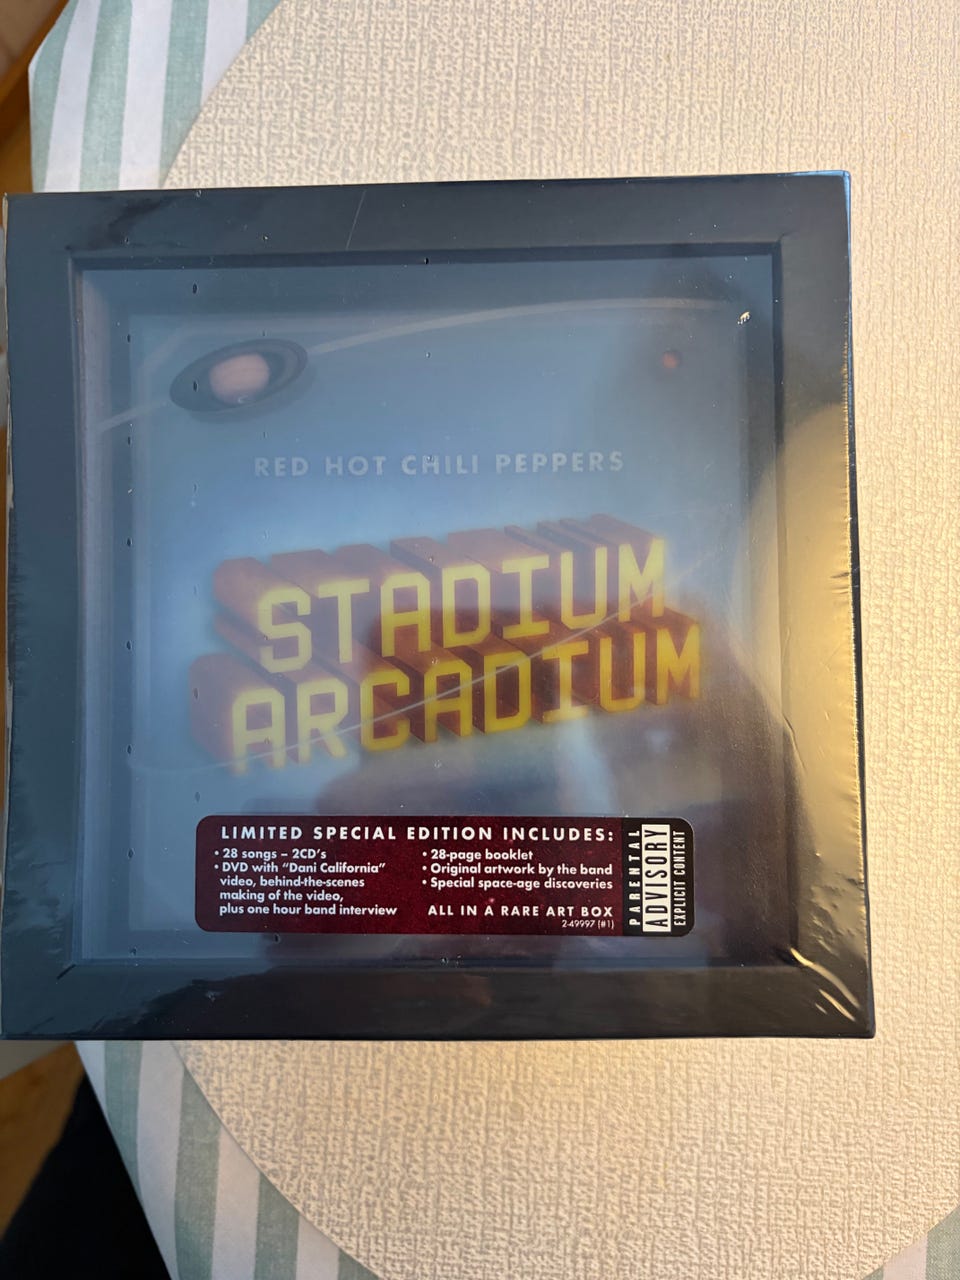 RED HOT CHILI PEPPERS
STADIUM
ARCADIUM
LIMITED SPECIAL EDITION INCLUDES:
• 28 songs – 2CD's
• DVD with "Dani California"
video, behind-the-scenes
making of the video,
plus one hour band interview
• 28-page booklet
• Original artwork by the band
• Special space-age discoveries
ALL IN A RARE ART BOX
2-49997 (#1)
PARENTAL
ADVISORY
EXPLICIT CONTENT